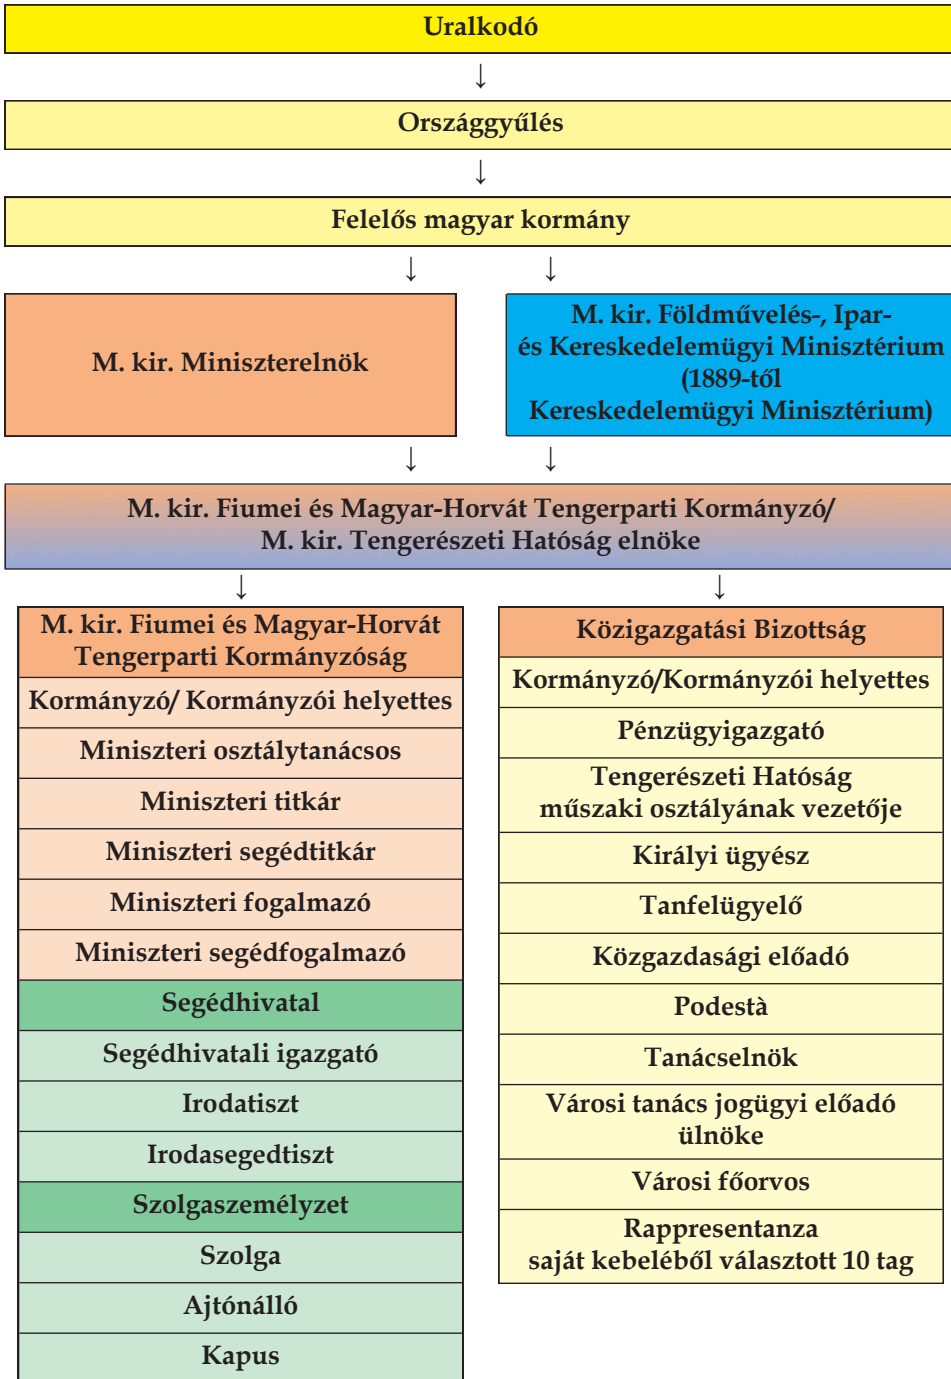 Uralkodó
↓
Országgyűlés
↓
Felelős magyar kormány
↓ ↓
M. kir. Miniszterelnök
M. kir. Földművelés-, Ipar-
és Kereskedelemügyi Minisztérium
(1889-től
Kereskedelemügyi Minisztérium)
↓ ↓
M. kir. Fiumei és Magyar-Horvát Tengerparti Kormányzó/
M. kir. Tengerészeti Hatóság elnöke
↓ ↓
M. kir. Fiumei és Magyar-Horvát
Tengerparti Kormányzóság
Kormányzó/ Kormányzói helyettes
Miniszteri osztálytanácsos
Miniszteri titkár
Miniszteri segédtitkár
Miniszteri fogalmazó
Miniszteri segédfogalmazó
Segédhivatal
Segédhivatali igazgató
Irodatiszt
Irodasegedtiszt
Szolgaszemélyzet
Szolga
Ajtónálló
Kapus
Közigazgatási Bizottság
Kormányzó/Kormányzói helyettes
Pénzügyigazgató
Tengerészeti Hatóság
műszaki osztályának vezetője
Királyi ügyész
Tanfelügyelő
Közgazdasági előadó
Podestà
Tanácselnök
Városi tanács jogügyi előadó
ülnöke
Városi főorvos
Rappresentanza
saját kebeléből választott 10 tag